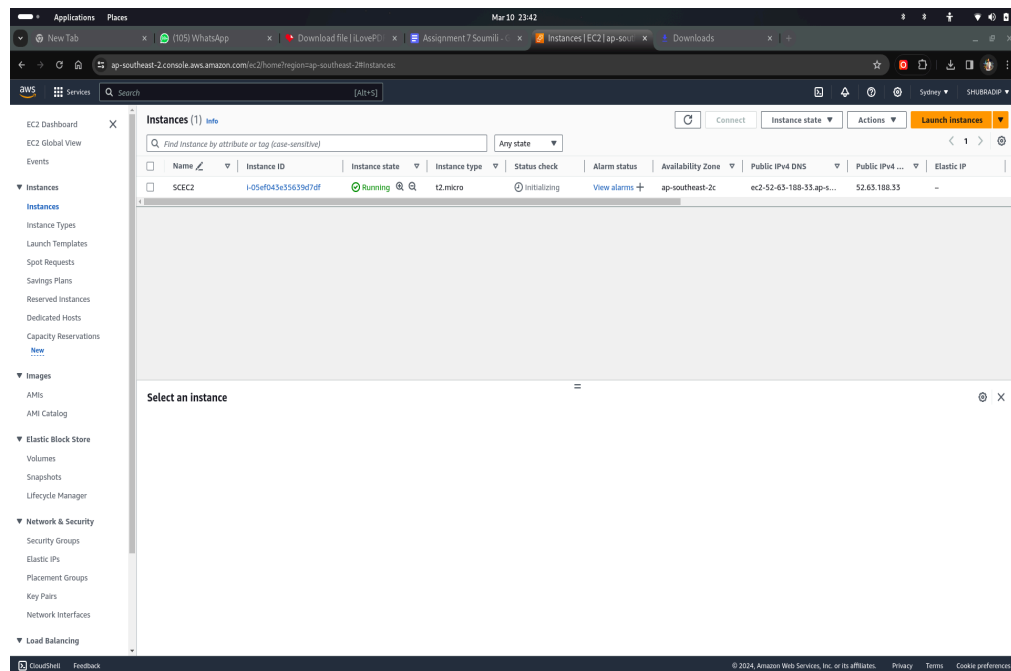 Applications Places
Mar 10 23:42
New Tab
(105) WhatsApp
Download file | iLovePD
Assignment 7 Soumili -
Instances | EC2 | ap-sout
Downloads
ap-southeast-2.console.aws.amazon.com/ec2/home?region=ap-southeast-2#Instances:
aws Services Search [Alt+S] Sydney SHUBRADIP
EC2 Dashboard
EC2 Global View
Events
Instances
Instances
Instance Types
Launch Templates
Spot Requests
Savings Plans
Reserved Instances
Dedicated Hosts
Capacity Reservations
New
Images
AMIs
AMI Catalog
Elastic Block Store
Volumes
Snapshots
Lifecycle Manager
Network & Security
Security Groups
Elastic IPs
Placement Groups
Key Pairs
Network Interfaces
Load Balancing
Instances (1) Info
Connect Instance state Actions Launch instances
Find Instance by attribute or tag (case-sensitive) Any state 1
Name Instance ID Instance state Instance type Status check Alarm status Availability Zone Public IPv4 DNS Public IPv4 ... Elastic IP
SCEC2 i-05ef043e35639d7df Running t2.micro Initializing View alarms + ap-southeast-2c ec2-52-63-188-33.ap-s... 52.63.188.33 –
Select an instance
CloudShell Feedback © 2024, Amazon Web Services, Inc. or its affiliates. Privacy Terms Cookie preferences